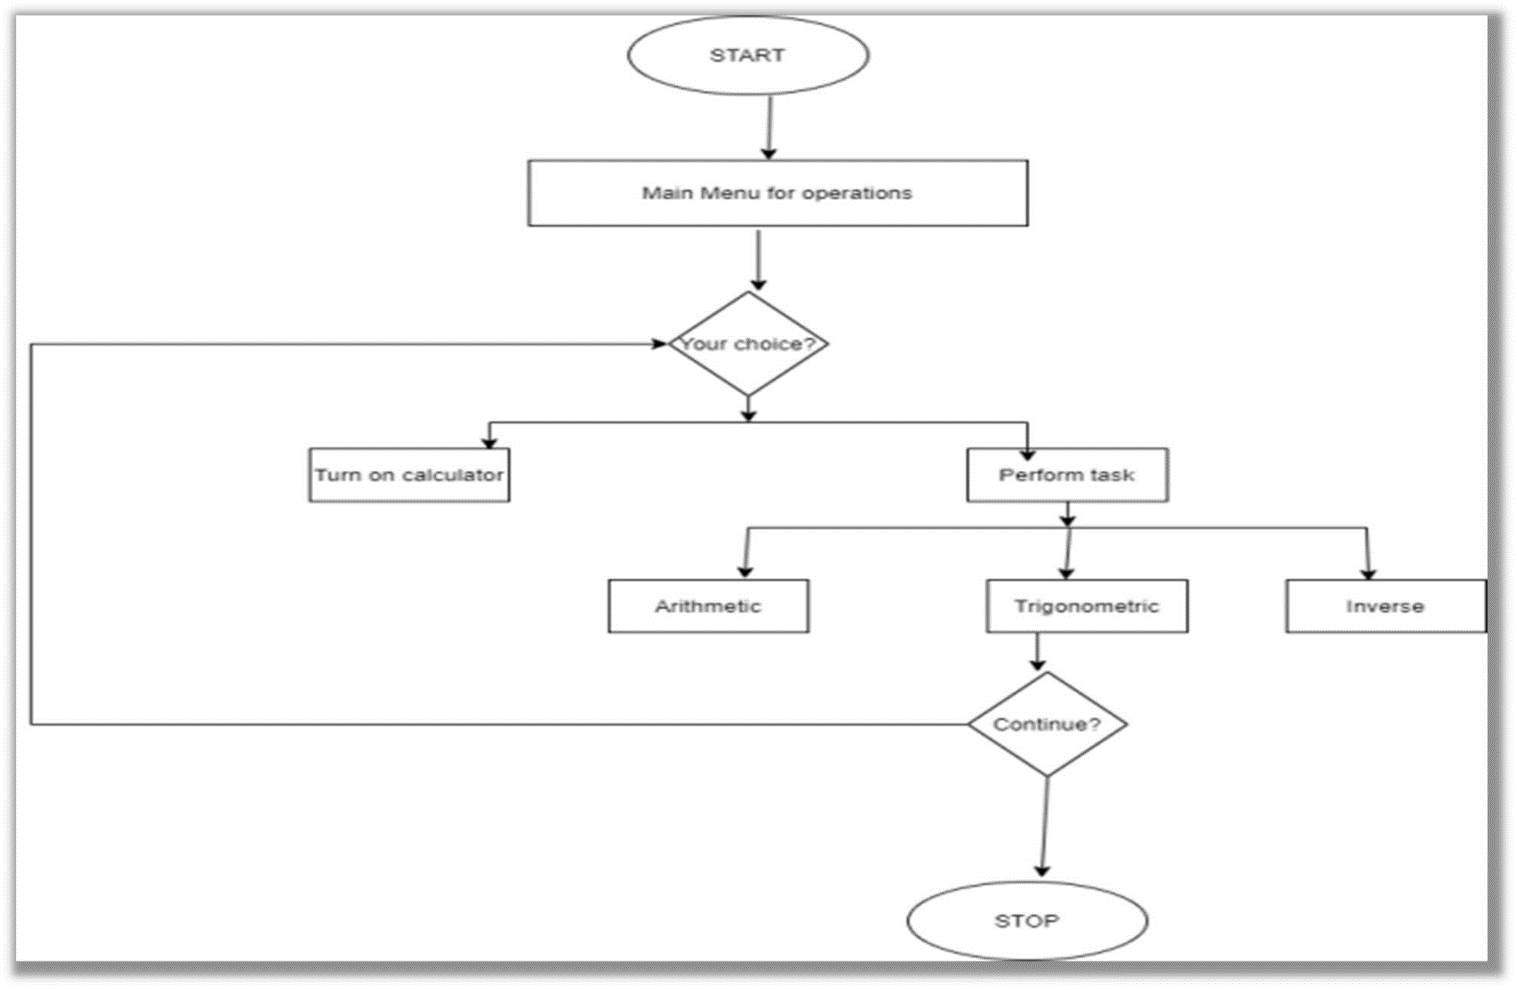 START
Main Menu for operations
Your choice?
Turn on calculator
Perform task
Arithmetic
Trigonometric
Inverse
Continue?
STOP